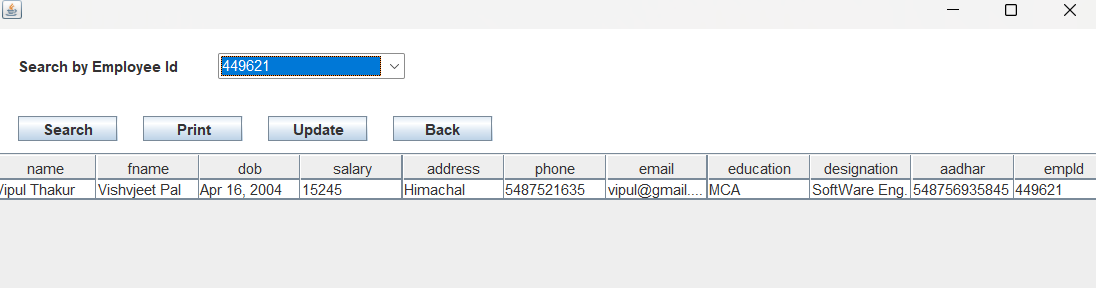 Search by Employee Id 449621
Search Print Update Back
name fname dob salary address phone email education designation aadhar empId
Vipul Thakur Vishvjeet Pal Apr 16, 2004 15245 Himachal 5487521635 vipul@gmail.... MCA SoftWare Eng. 548756935845 449621